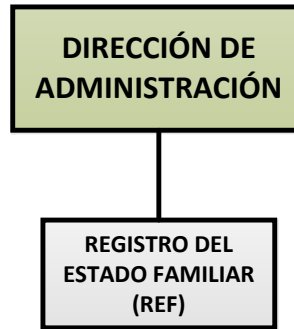 DIRECCIÓN DE
ADMINISTRACIÓN
REGISTRO DEL
ESTADO FAMILIAR
(REF)